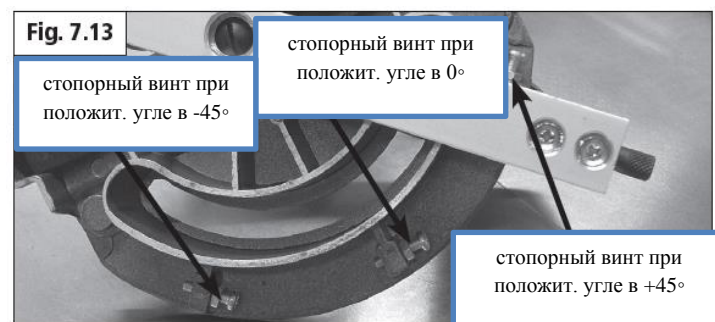 Fig. 7.13
стопорный винт при
положит. угле в -45◦
стопорный винт при
положит. угле в 0◦
стопорный винт при
положит. угле в +45◦